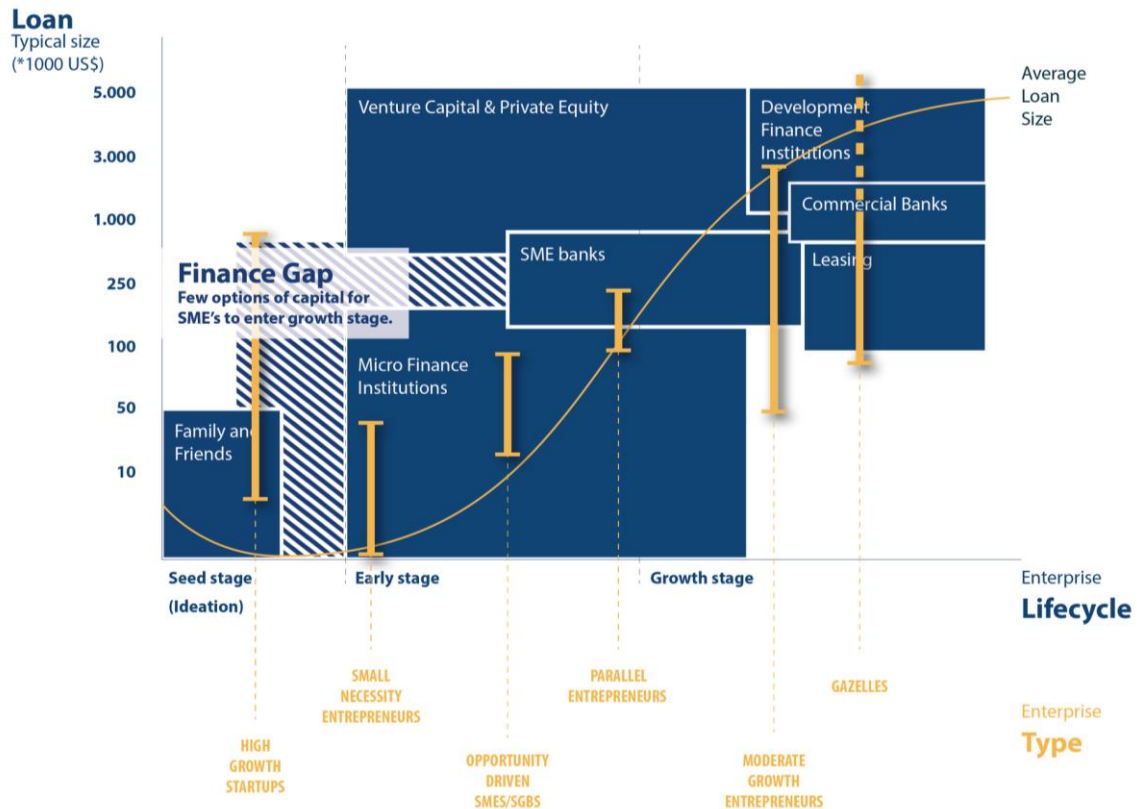 Loan
Typical size
(*1000 US$)
5.000
3.000
1.000
250
100
50
10
Venture Capital & Private Equity
Development
Finance
Institutions
Average
Loan
Size
Commercial Banks
SME banks
Leasing
Finance Gap
Few options of capital for
SME's to enter growth stage.
Micro Finance
Institutions
Family and
Friends
Seed stage
(Ideation)
Early stage
Growth stage
Enterprise
Lifecycle
SMALL
NECESSITY
ENTREPRENEURS
PARALLEL
ENTREPRENEURS
GAZELLES
Enterprise
Type
HIGH
GROWTH
STARTUPS
OPPORTUNITY
DRIVEN
SMES/SGBS
MODERATE
GROWTH
ENTREPRENEURS